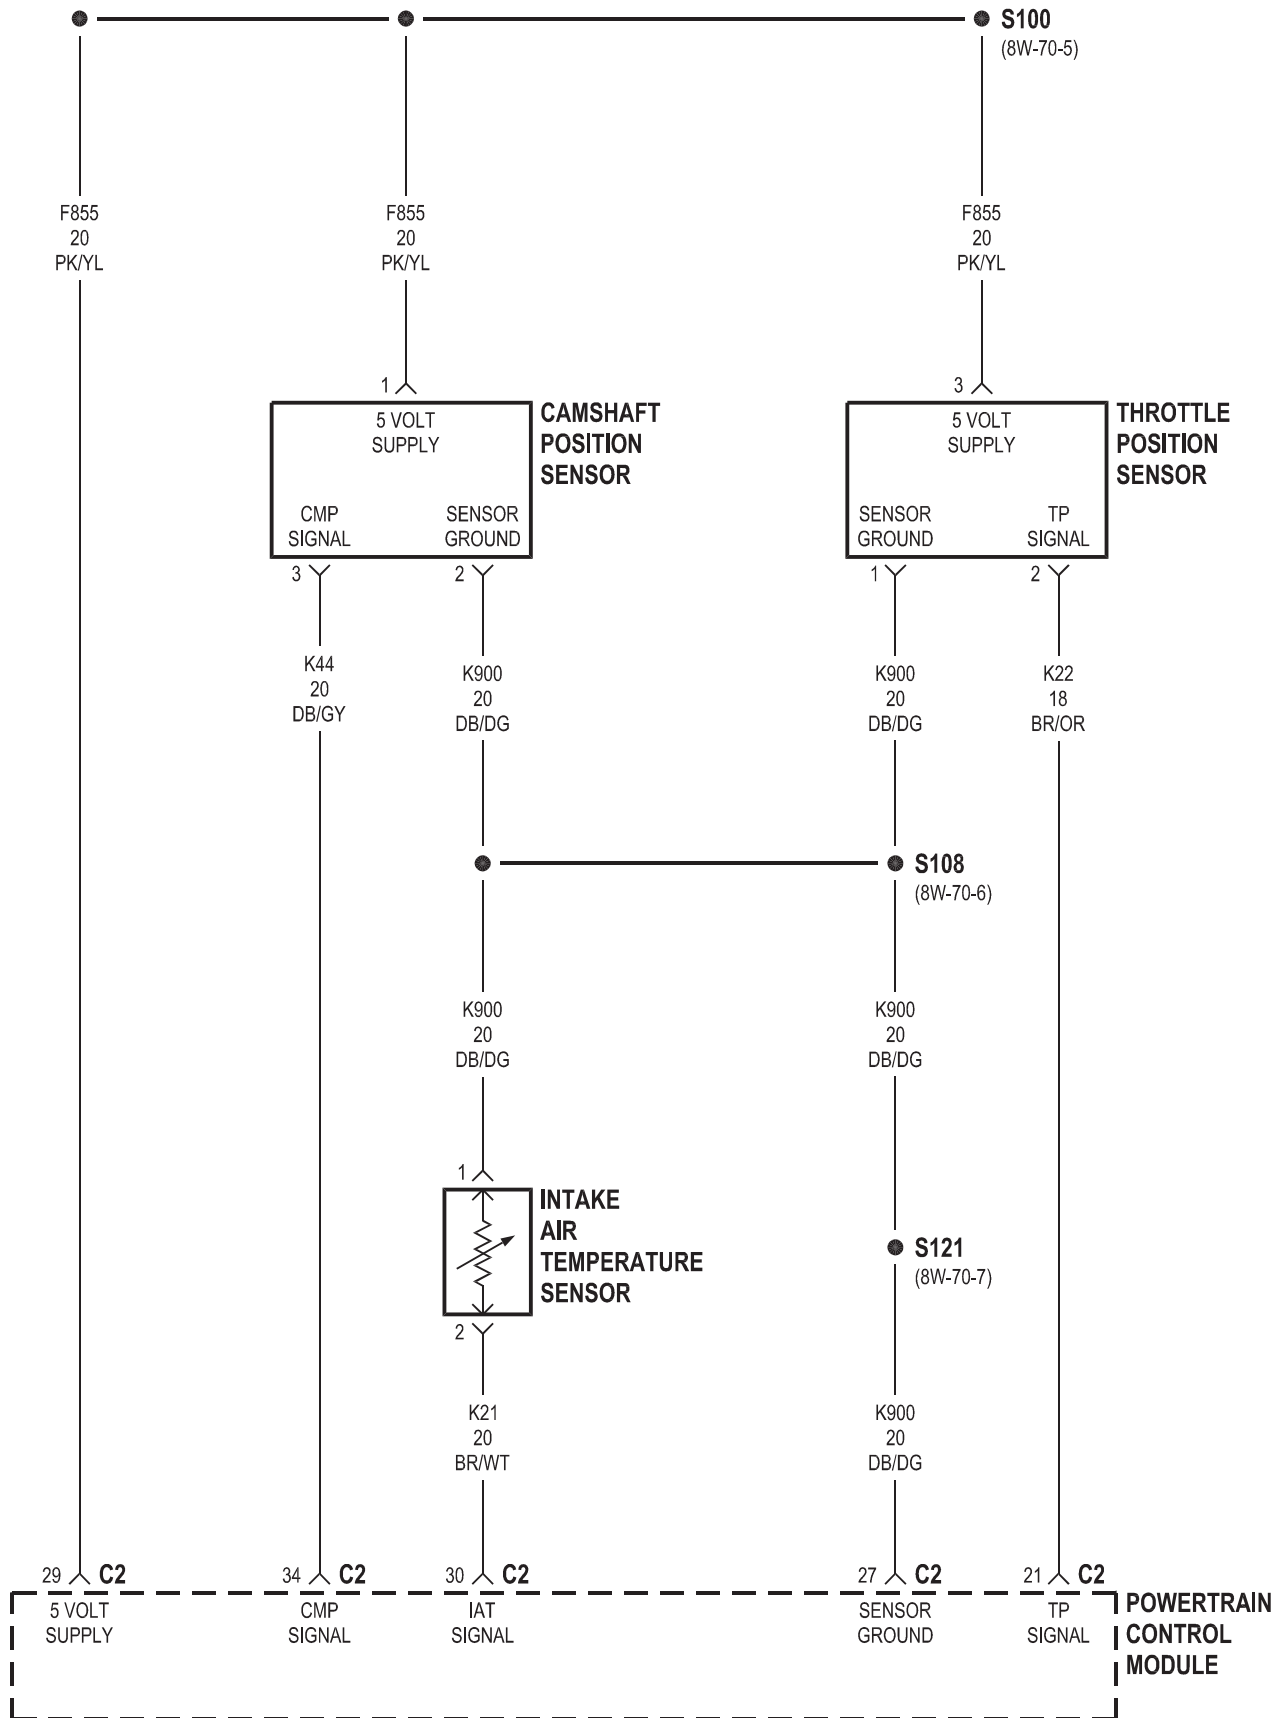 S100
(8W-70-5)
F855
20
PK/YL
F855
20
PK/YL
F855
20
PK/YL
1
5 VOLT
SUPPLY
CMP
SIGNAL
SENSOR
GROUND
CAMSHAFT
POSITION
SENSOR
3
5 VOLT
SUPPLY
SENSOR
GROUND
TP
SIGNAL
THROTTLE
POSITION
SENSOR
3
2
1
2
K44
20
DB/GY
K900
20
DB/DG
K900
20
DB/DG
K22
18
BR/OR
S108
(8W-70-6)
K900
20
DB/DG
K900
20
DB/DG
1
INTAKE
AIR
TEMPERATURE
SENSOR
2
S121
(8W-70-7)
K21
20
BR/WT
K900
20
DB/DG
29 C2
34 C2
30 C2
27 C2
21 C2
5 VOLT
SUPPLY
CMP
SIGNAL
IAT
SIGNAL
SENSOR
GROUND
TP
SIGNAL
POWERTRAIN
CONTROL
MODULE